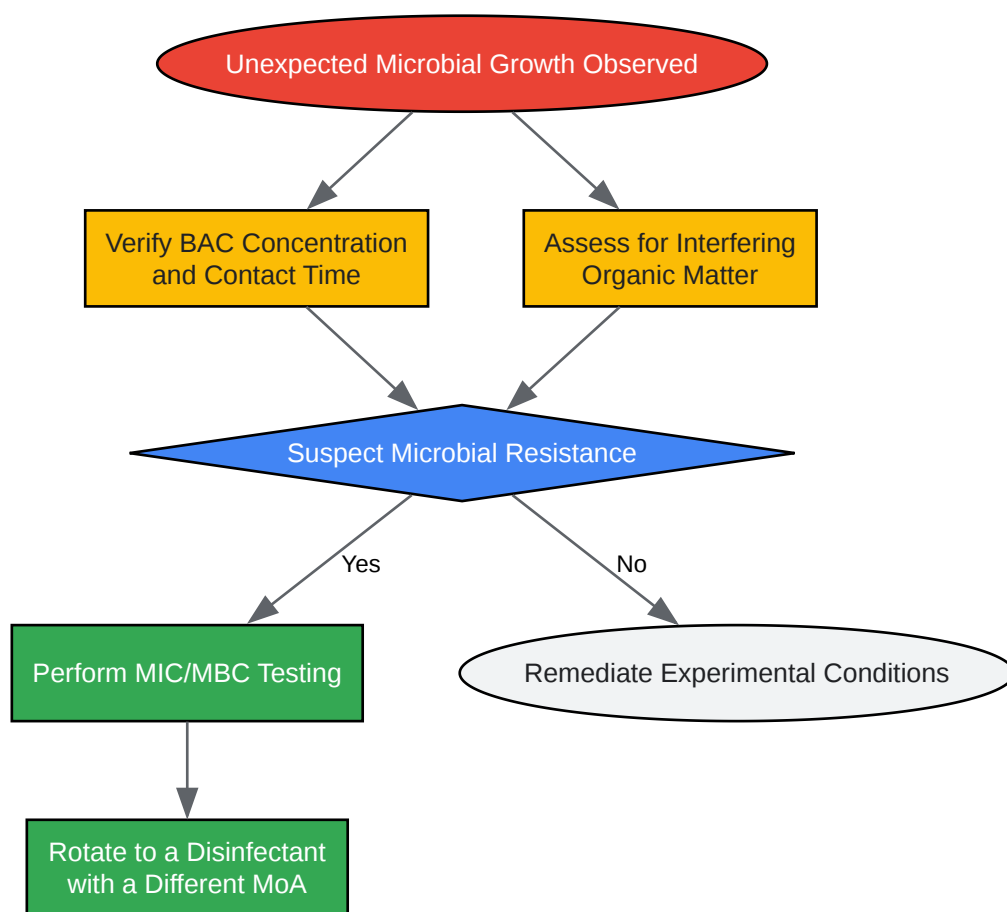 Unexpected Microbial Growth Observed
Verify BAC Concentration
and Contact Time
Assess for Interfering
Organic Matter
Suspect Microbial Resistance
Yes
No
Perform MIC/MBC Testing
Remediate Experimental Conditions
Rotate to a Disinfectant
with a Different MoA